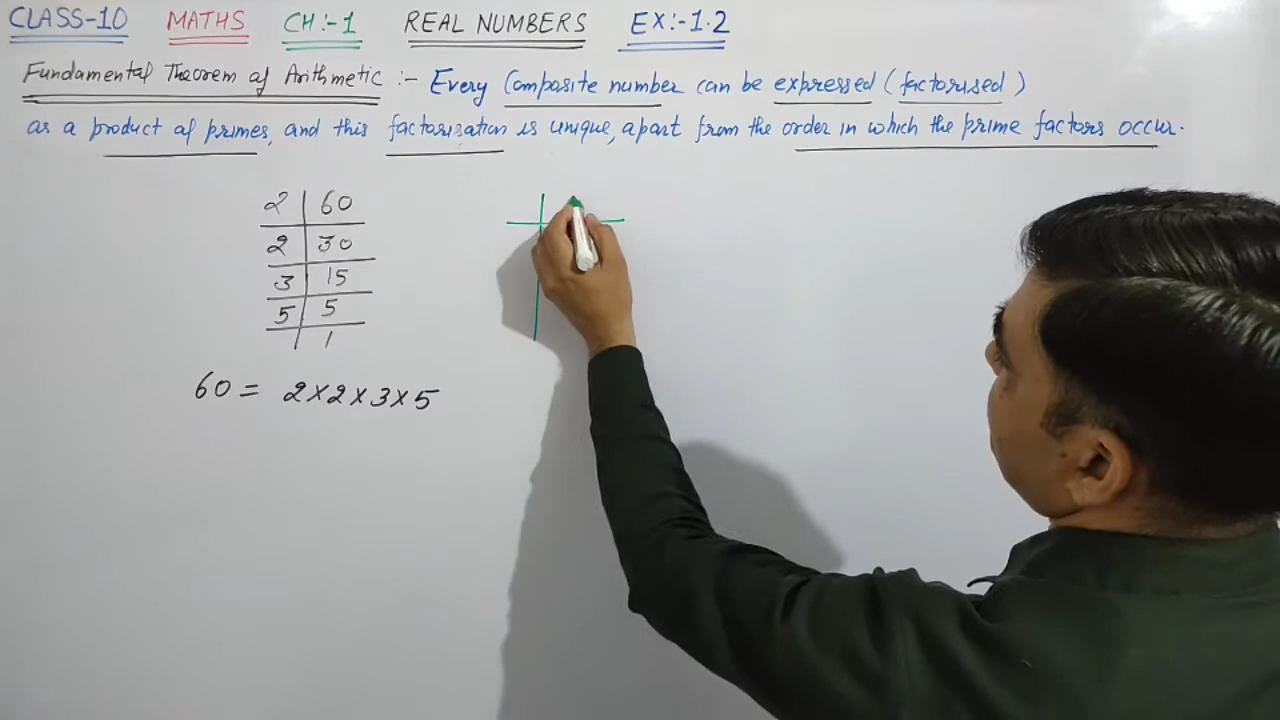 CLASS-10 MATHS CH:-1 REAL NUMBERS EX:-1.2
Fundamental Theorem of Arithmetic :- Every Composite number can be expressed (factorised)
as a product of primes, and this factorization is unique, apart from the order in which the prime factors occur.
2 | 60
2 | 30
3 | 15
5 | 5
| 1
60 = 2×2×3×5